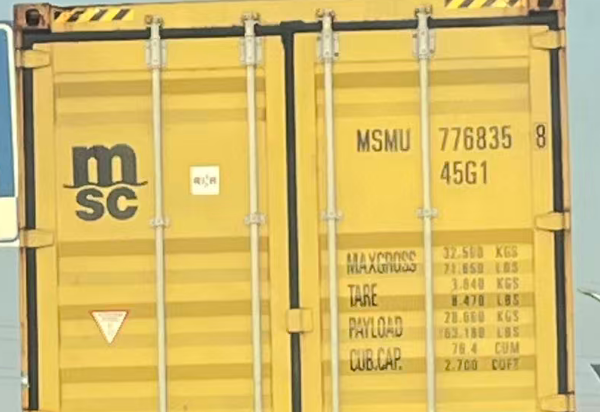 m
sc
MSMU 776835 8
45G1
MAXGROSS 32.500 KGS
71.650 LBS
TARE 3.840 KGS
8.470 LBS
PAYLOAD 28.660 KGS
63.180 LBS
CUB.CAP. 76.4 CUM
2.700 CUFT